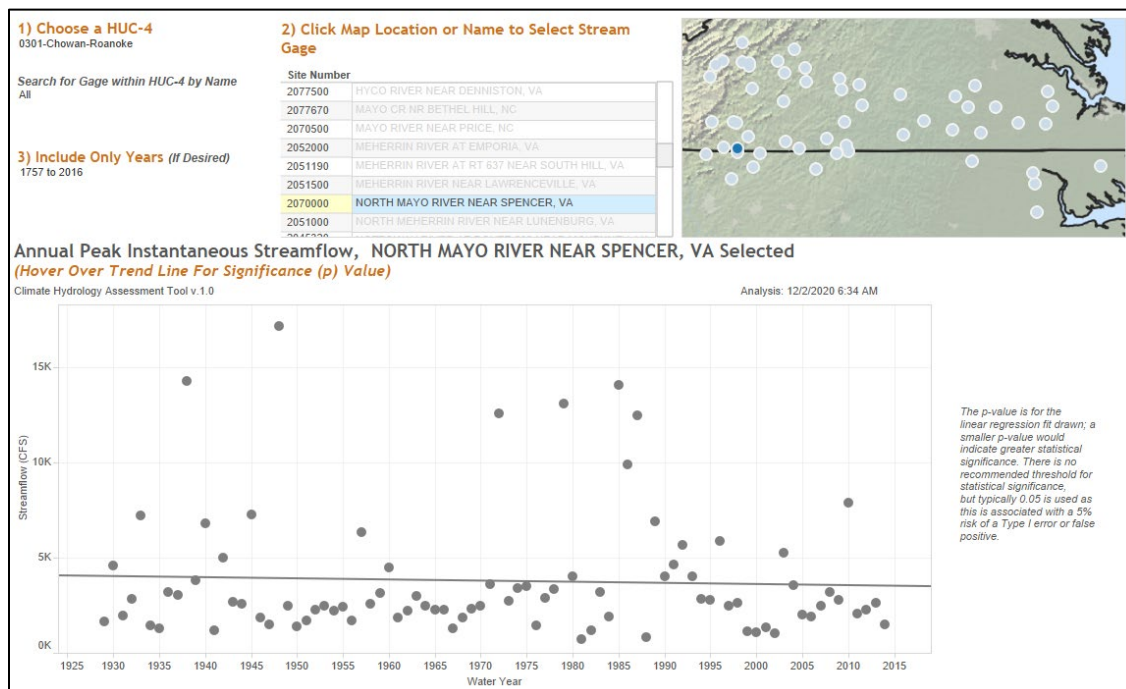 1) Choose a HUC-4
0301-Chowan-Roanoke
Search for Gage within HUC-4 by Name
All
3) Include Only Years (If Desired)
1757 to 2016
2) Click Map Location or Name to Select Stream
Gage
Site Number
2077500 HYCO RIVER NEAR DENNISTON, VA
2077670 MAYO CR NR BETHEL HILL, NC
2070500 MAYO RIVER NEAR PRICE, NC
2052000 MEHERRIN RIVER AT EMPORIA, VA
2051190 MEHERRIN RIVER AT RT 637 NEAR SOUTH HILL, VA
2051500 MEHERRIN RIVER NEAR LAWRENCEVILLE, VA
2070000 NORTH MAYO RIVER NEAR SPENCER, VA
2051000 NORTH MEHERRIN RIVER NEAR LUNENBURG, VA
Annual Peak Instantaneous Streamflow, NORTH MAYO RIVER NEAR SPENCER, VA Selected
(Hover Over Trend Line For Significance (p) Value)
Climate Hydrology Assessment Tool v.1.0
Analysis: 12/2/2020 6:34 AM
15K
10K
5K
0K
Streamflow (CFS)
1925 1930 1935 1940 1945 1950 1955 1960 1965 1970 1975 1980 1985 1990 1995 2000 2005 2010 2015
Water Year
The p-value is for the
linear regression fit drawn; a
smaller p-value would
indicate greater statistical
significance. There is no
recommended threshold for
statistical significance,
but typically 0.05 is used as
this is associated with a 5%
risk of a Type I error or false
positive.